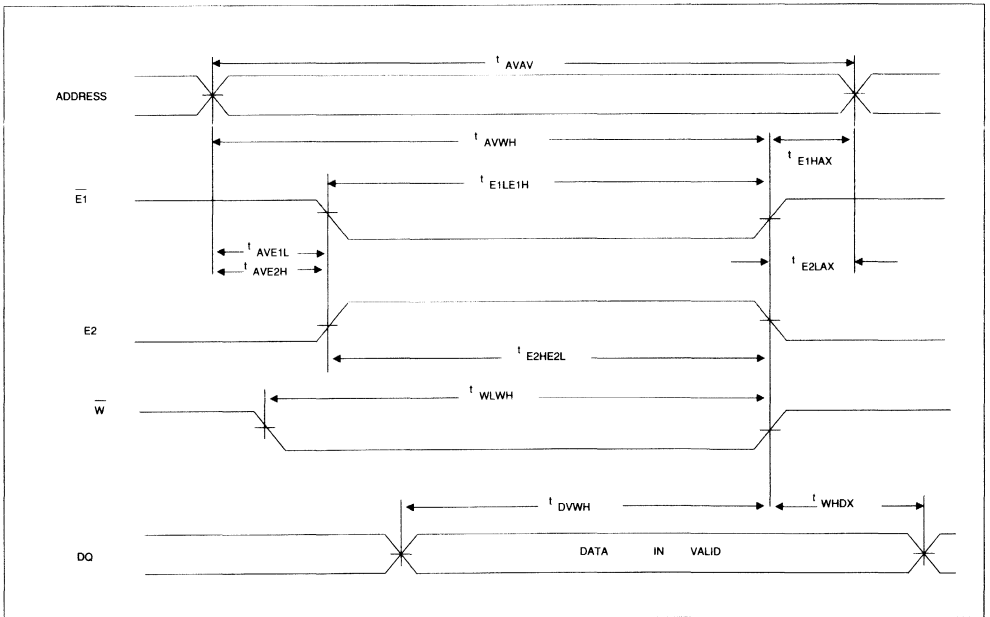 t AVAV
ADDRESS
t AVWH
t E1HAX
t E1LE1H
E1
t AVE1L
t AVE2H
t E2LAX
E2
t E2HE2L
t WLWH
W
t DVWH
t WHDX
DQ
DATA IN VALID